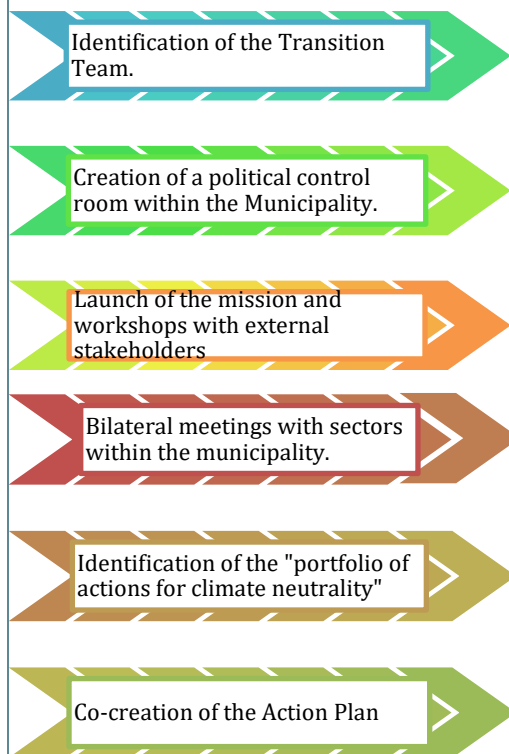 Identification of the Transition
Team.
Creation of a political control
room within the Municipality.
Launch of the mission and
workshops with external
stakeholders
Bilateral meetings with sectors
within the municipality.
Identification of the "portfolio of
actions for climate neutrality"
Co-creation of the Action Plan